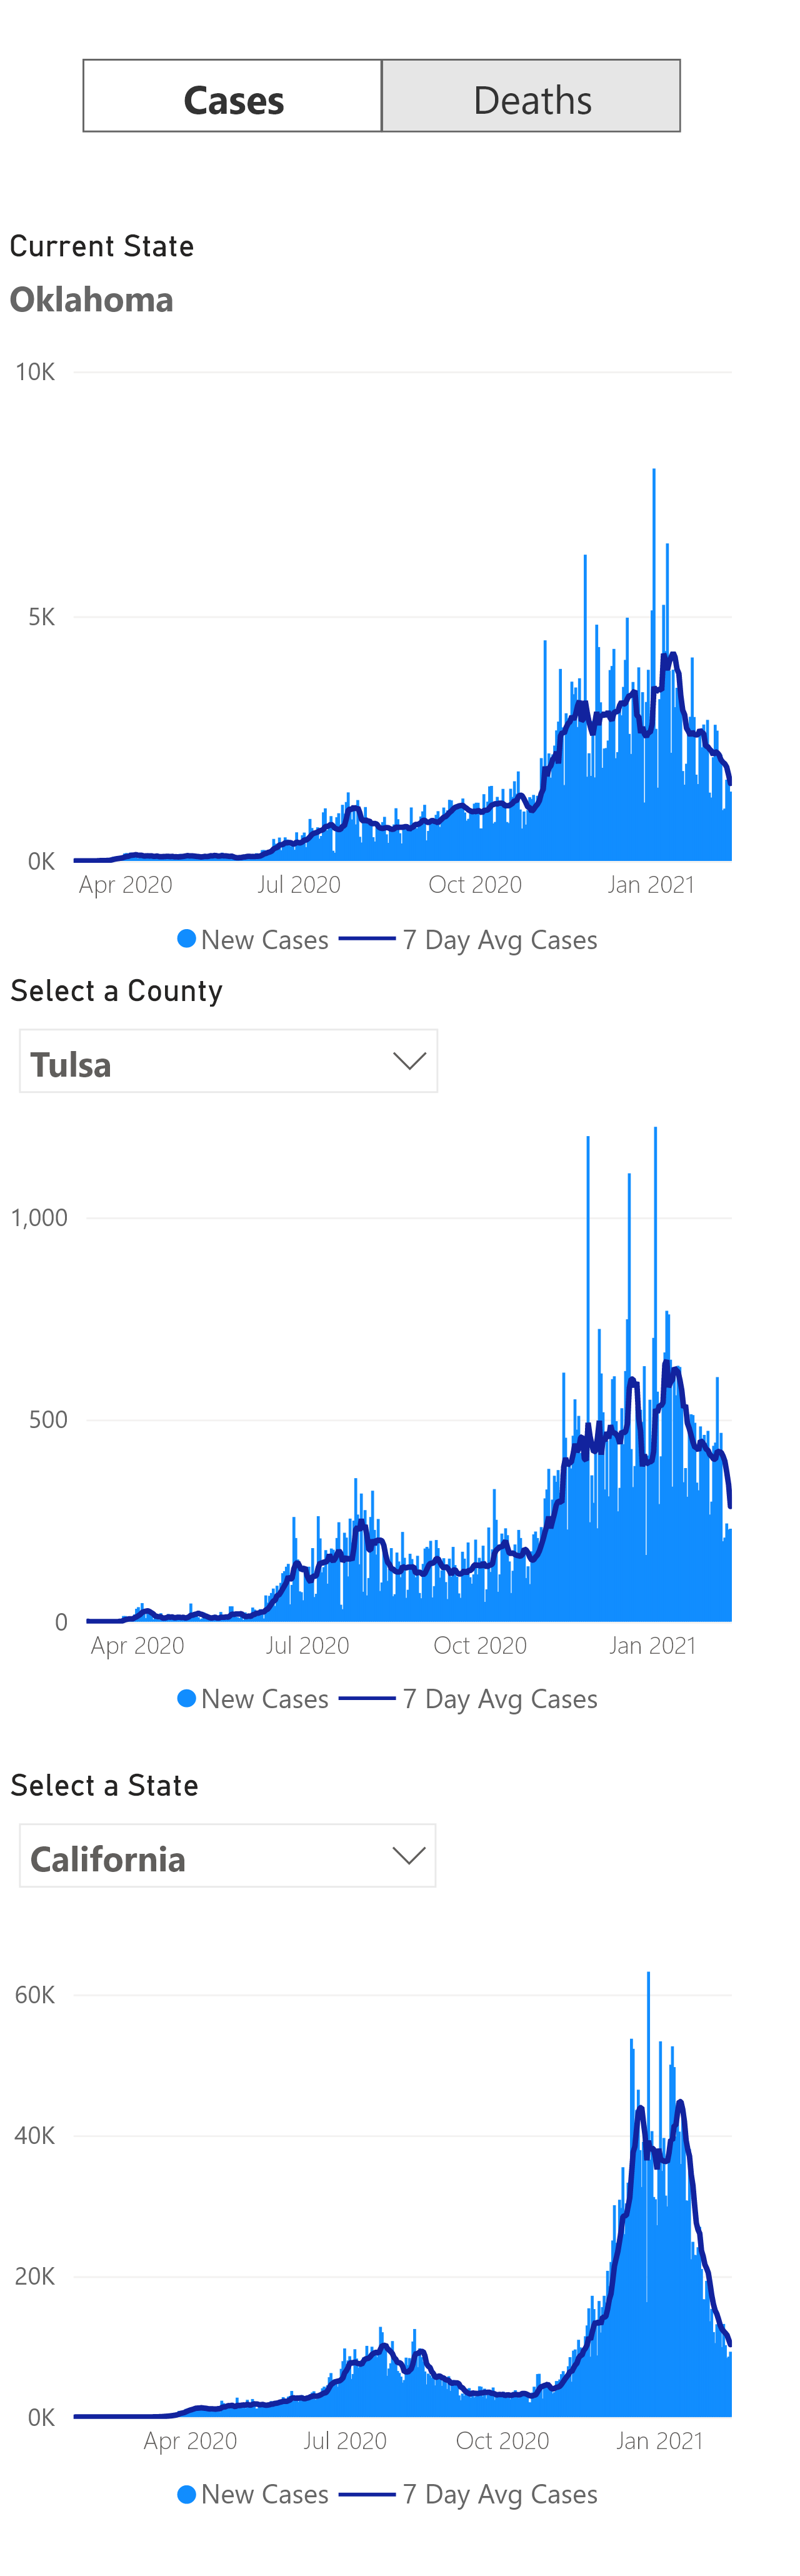 Cases Deaths
Current State
Oklahoma
10K
5K
0K
Apr 2020 Jul 2020 Oct 2020 Jan 2021
New Cases 7 Day Avg Cases
Select a County
Tulsa
1,000
500
0
Apr 2020 Jul 2020 Oct 2020 Jan 2021
New Cases 7 Day Avg Cases
Select a State
California
60K
40K
20K
0K
Apr 2020 Jul 2020 Oct 2020 Jan 2021
New Cases 7 Day Avg Cases